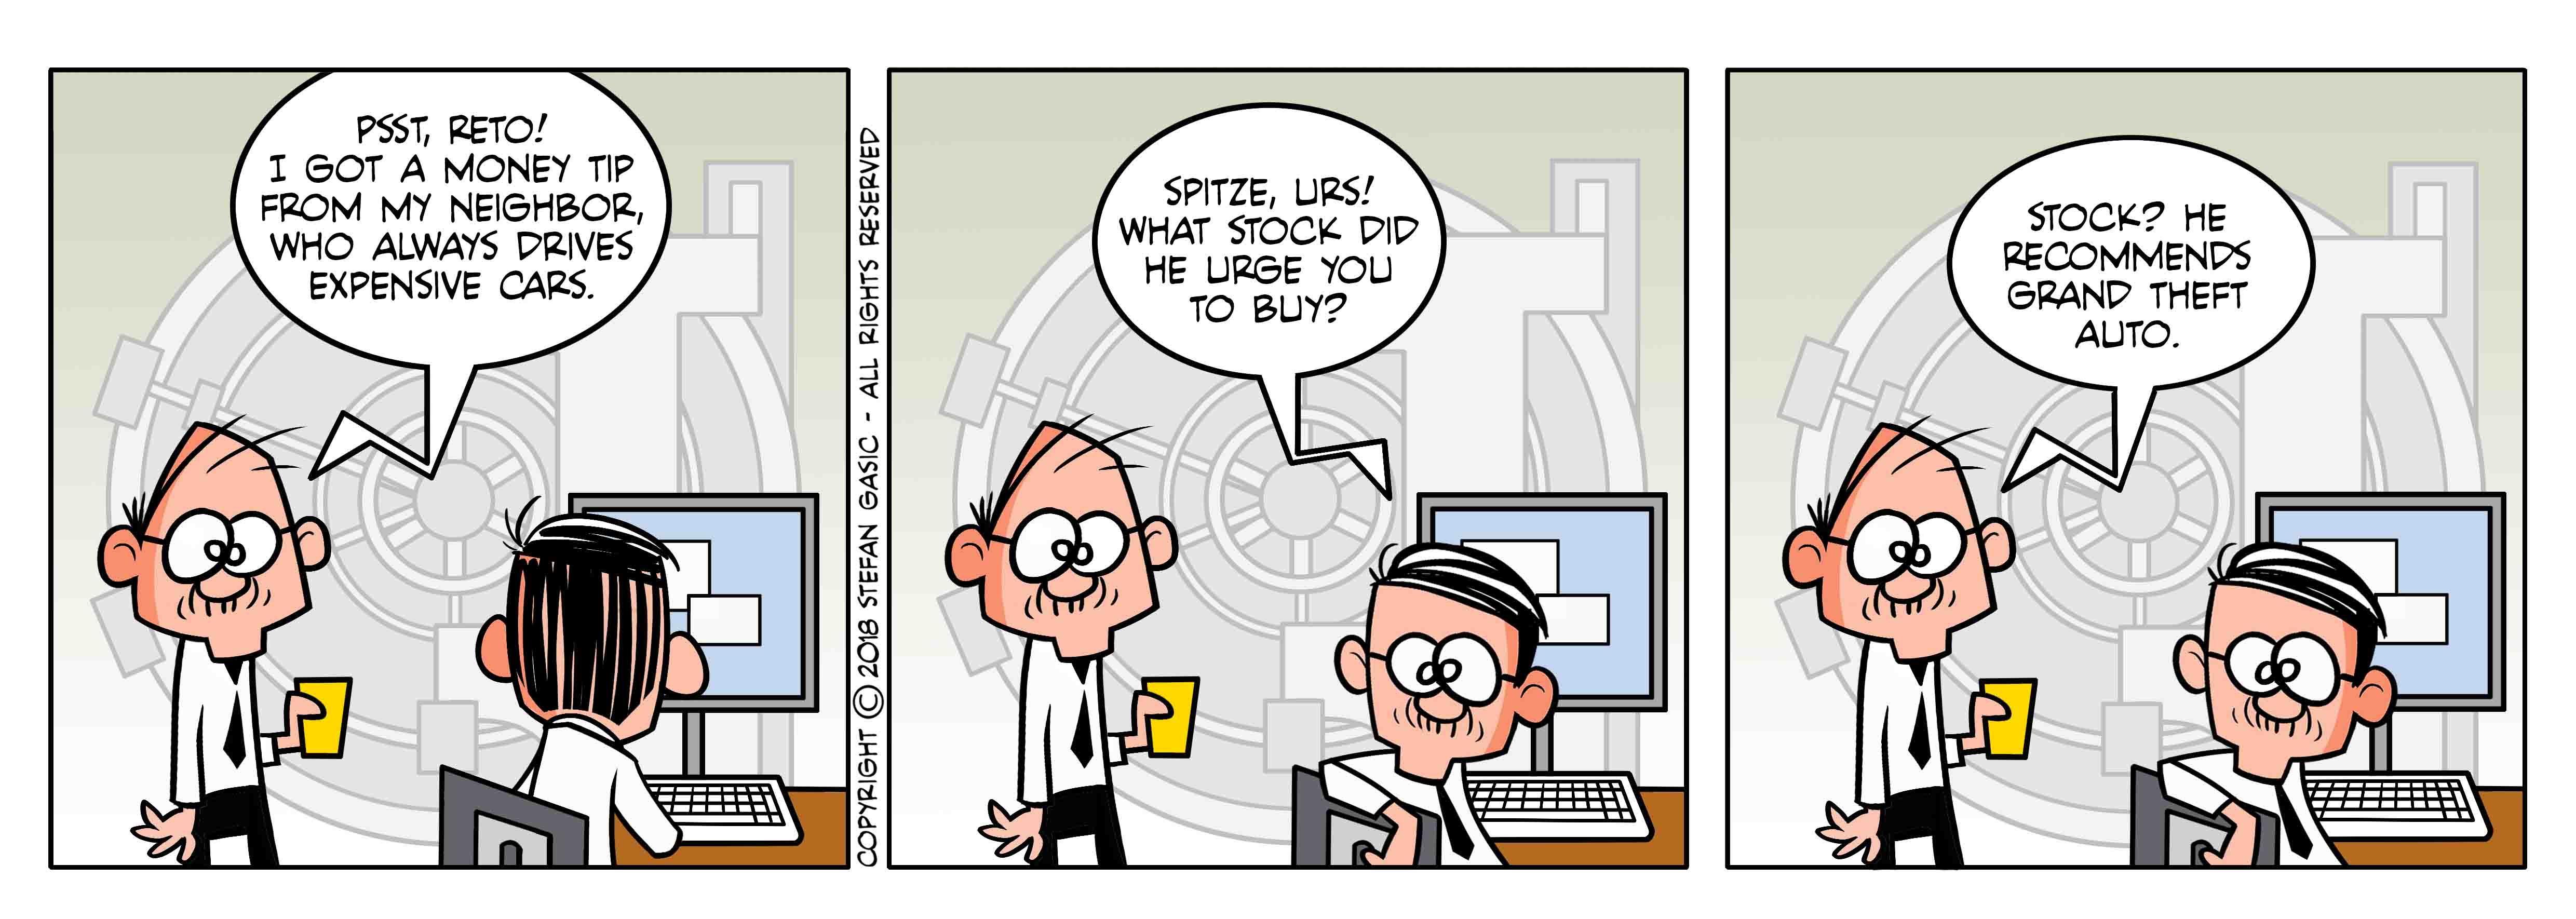 PSST, RETO!
I GOT A MONEY TIP
FROM MY NEIGHBOR,
WHO ALWAYS DRIVES
EXPENSIVE CARS.
COPYRIGHT © 2018 STEFAN GASIC - ALL RIGHTS RESERVED
SPITZE, URS!
WHAT STOCK DID
HE URGE YOU
TO BUY?
STOCK? HE
RECOMMENDS
GRAND THEFT
AUTO.